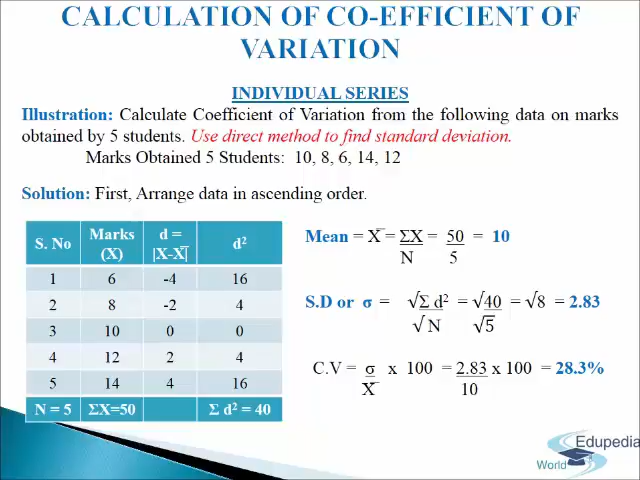 CALCULATION OF CO-EFFICIENT OF
VARIATION
INDIVIDUAL SERIES
Illustration: Calculate Coefficient of Variation from the following data on marks
obtained by 5 students. Use direct method to find standard deviation.
Marks Obtained 5 Students: 10, 8, 6, 14, 12
Solution: First, Arrange data in ascending order.
S. No Marks (X) d = |X-X̅| d²
1 6 -4 16
2 8 -2 4
3 10 0 0
4 12 2 4
5 14 4 16
N = 5 ΣX=50 Σ d² = 40
Mean = X̅ = ΣX = 50 = 10
N 5
S.D or σ = √Σ d² = √40 = √8 = 2.83
√ N √5
C.V = σ x 100 = 2.83 x 100 = 28.3%
X̅ 10
Edupedia
World